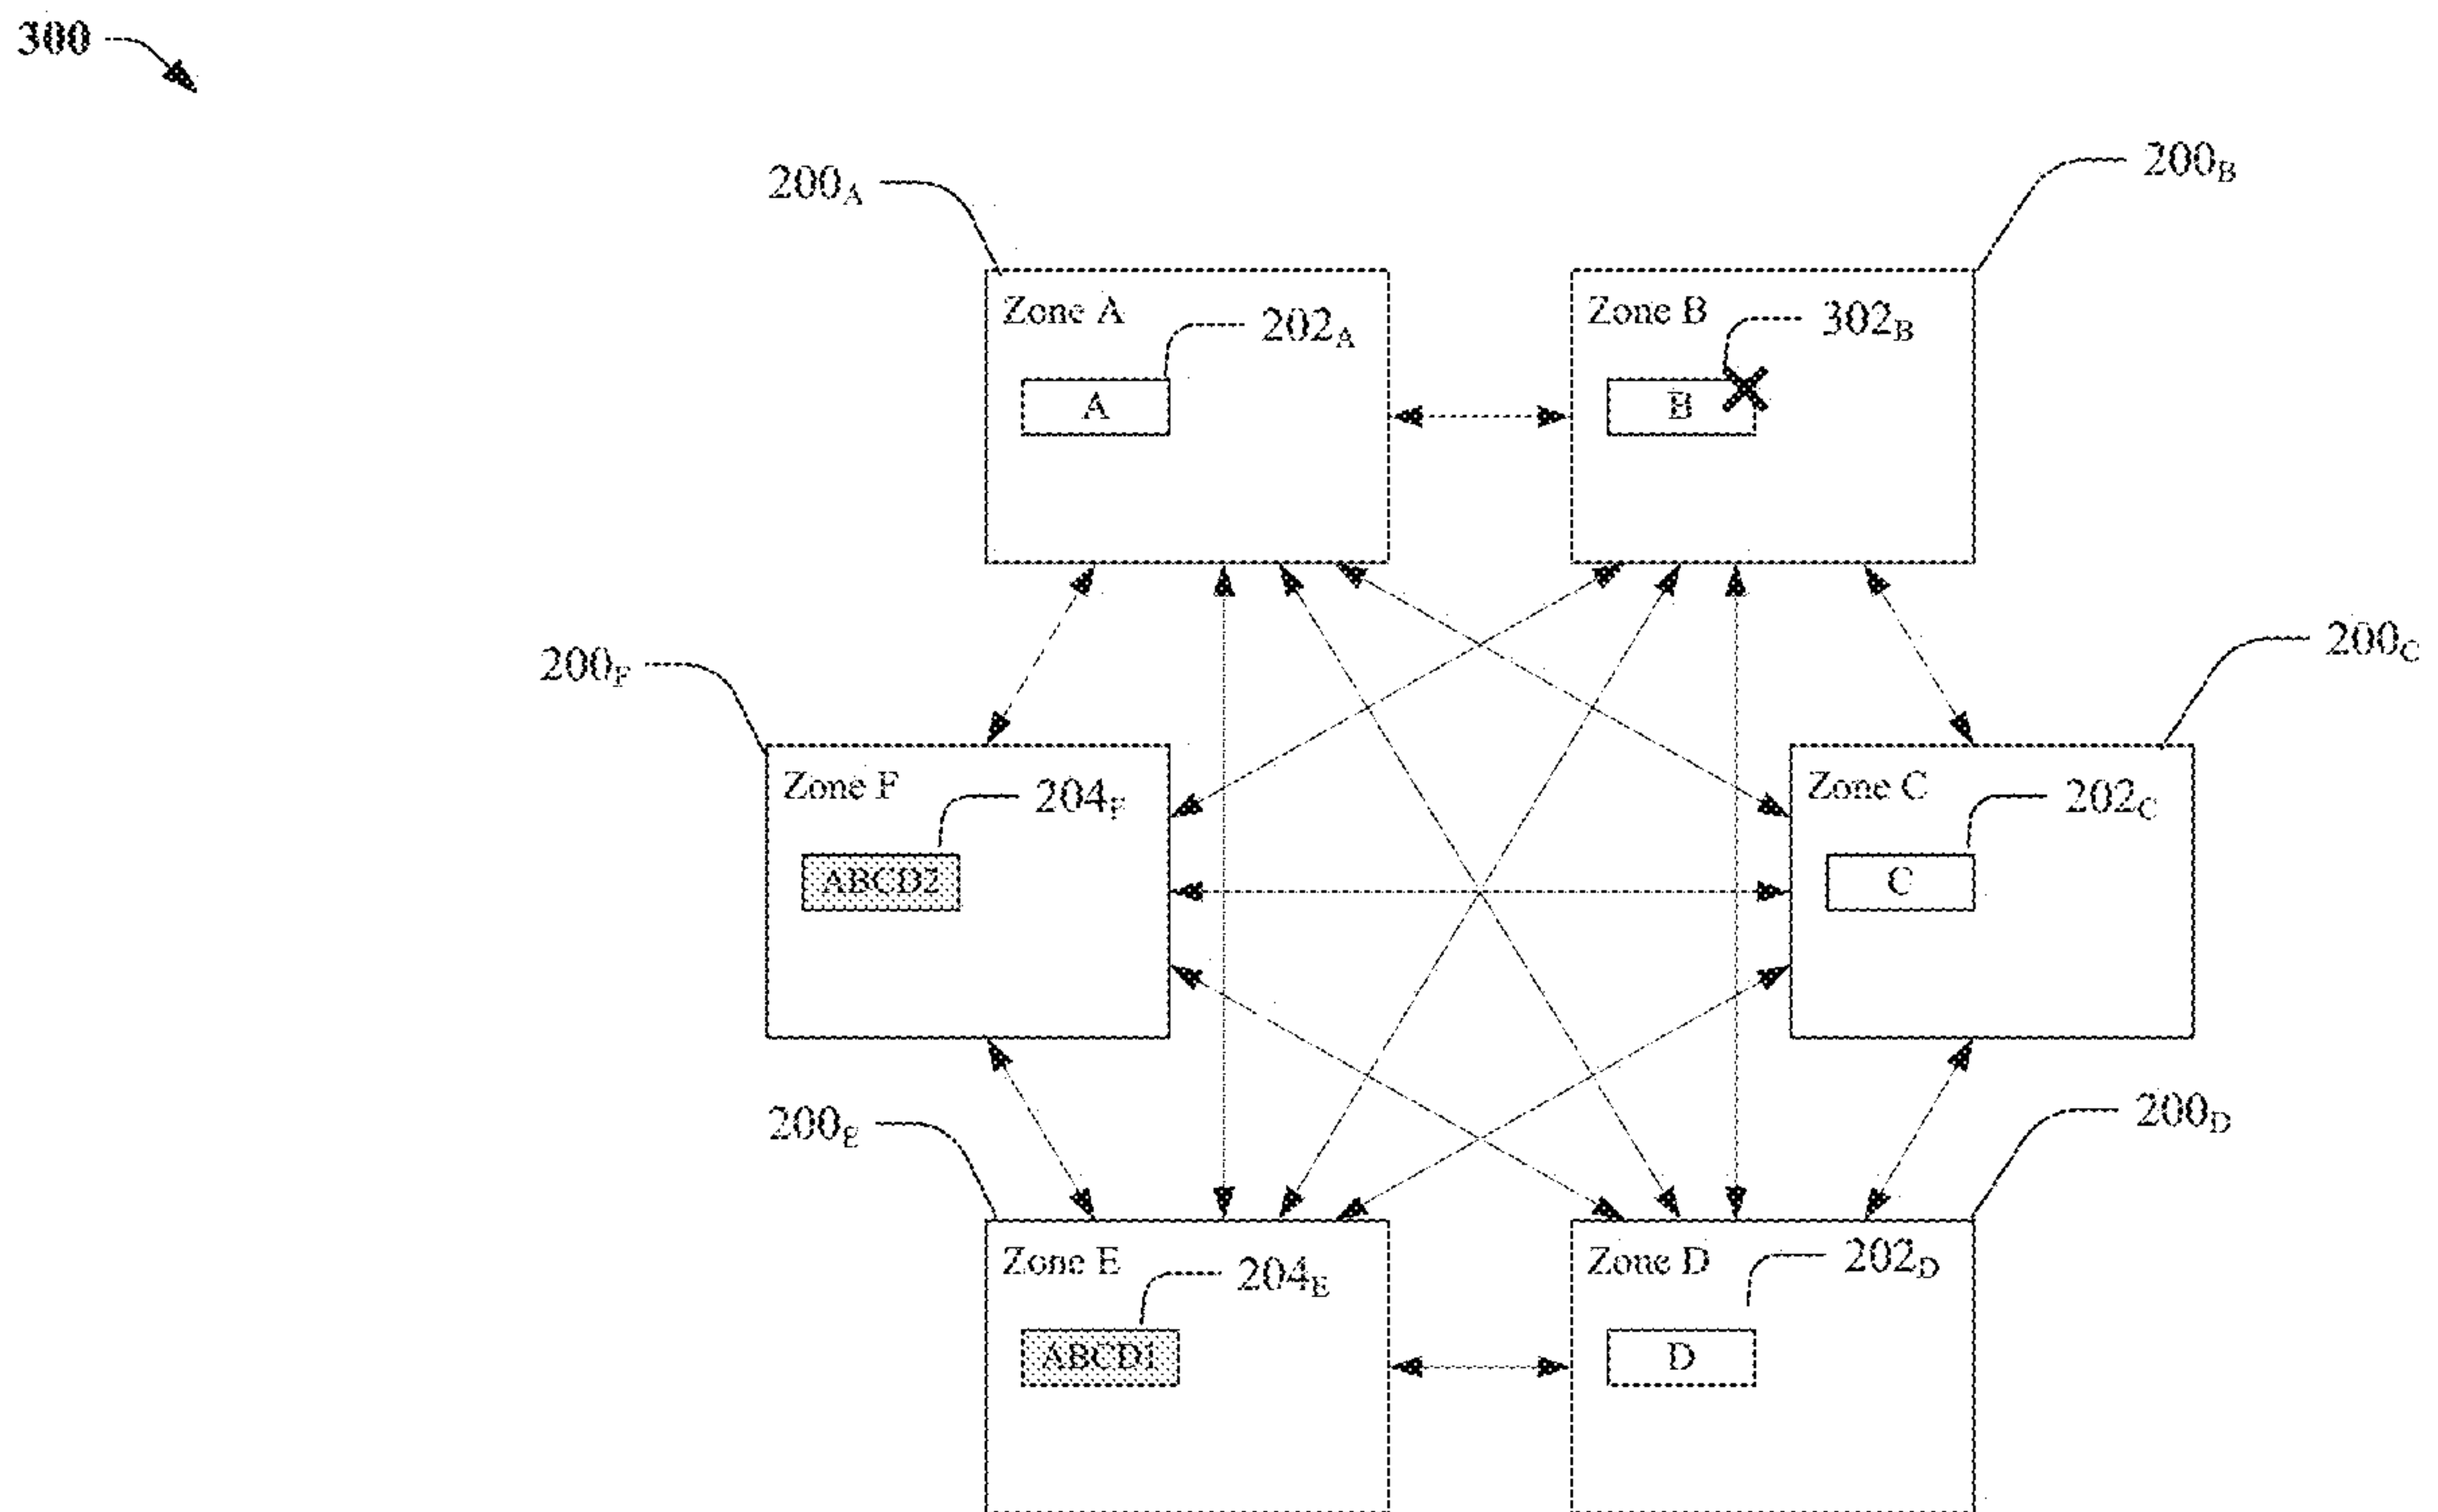 300
200A
200B
Zone A
202A
A
Zone B
302B
B
200F
200C
Zone F
204F
ABCD2
Zone C
202C
C
200E
200D
Zone E
204E
ABCD1
Zone D
202D
D